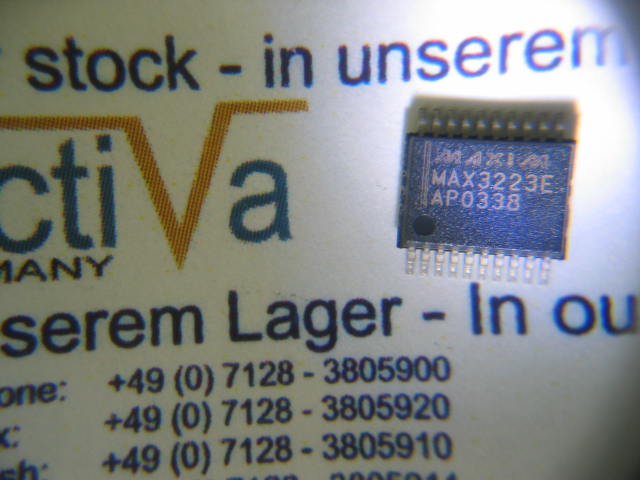 stock - in unserem
ctiVa
MANY
MAXIM
MAX3223E
AP0338
serem Lager - In ou
one: +49 (0) 7128 - 3805900
x: +49 (0) 7128 - 3805920
sh: +49 (0) 7128 - 3805910